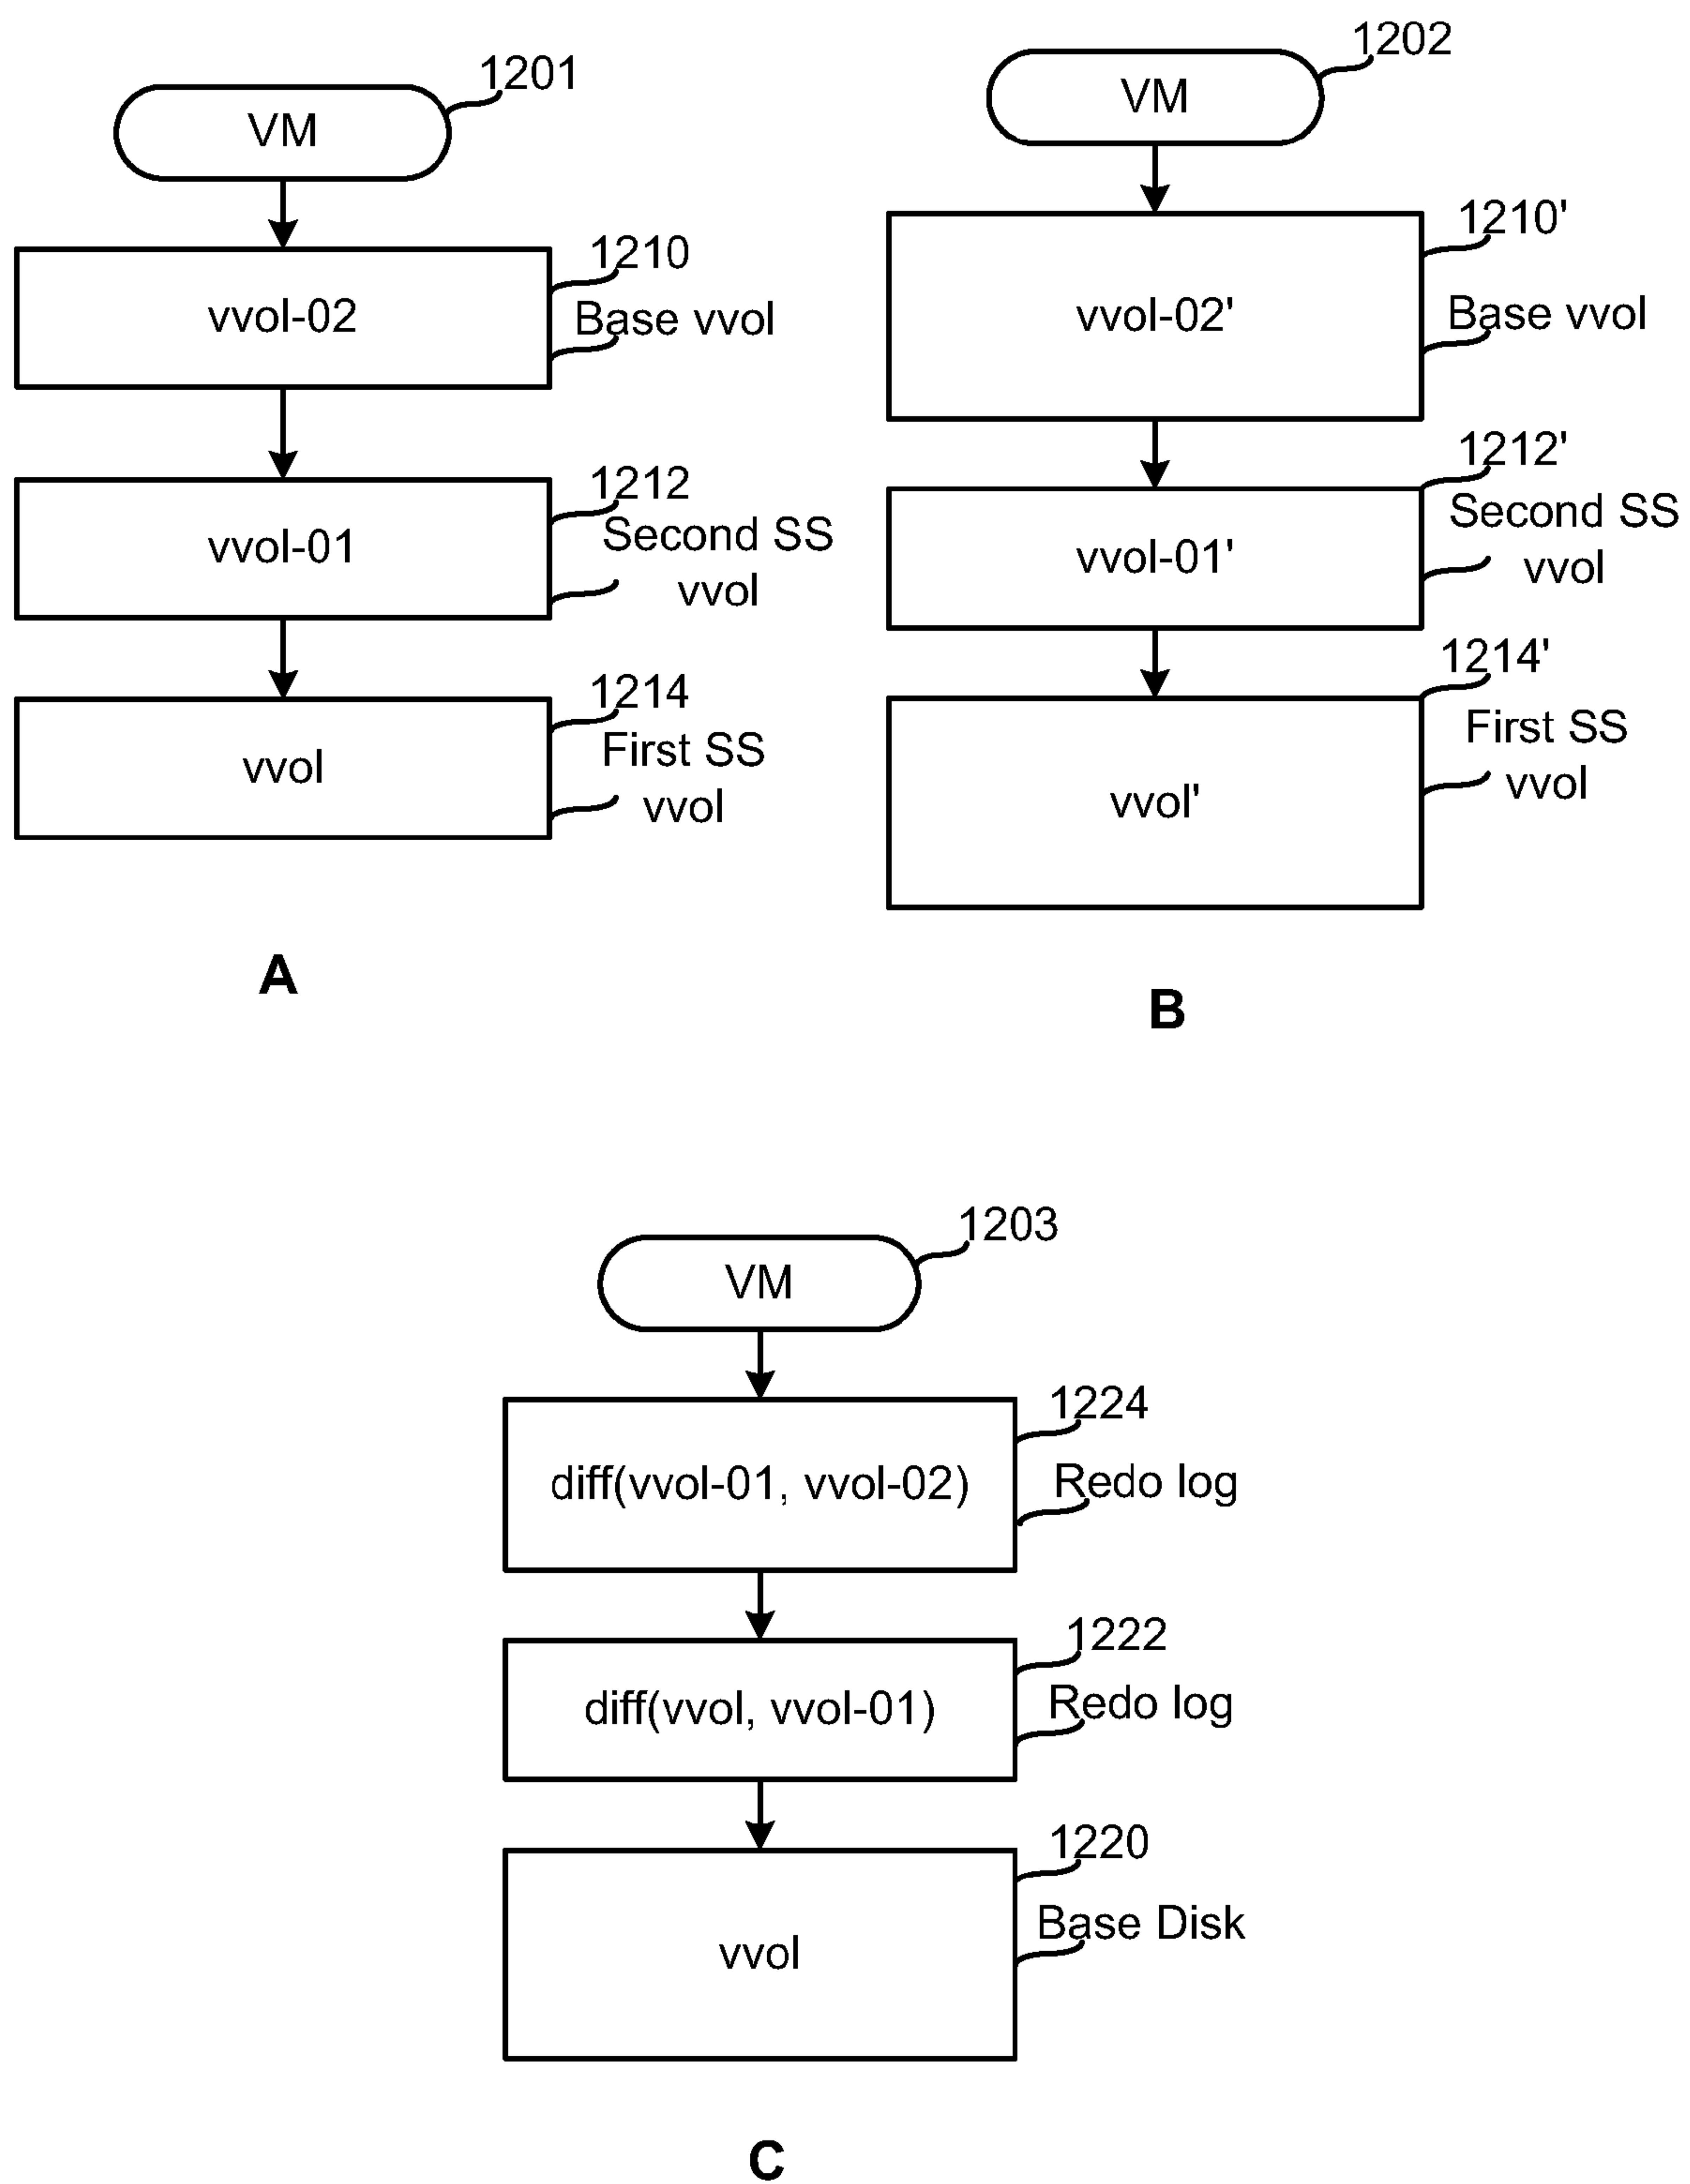 1201
VM
1210
vvol-02
Base vvol
1212
vvol-01
Second SS
vvol
1214
vvol
First SS
vvol
A
1202
VM
1210'
vvol-02'
Base vvol
1212'
Second SS
vvol-01'
vvol
1214'
First SS
vvol
vvol'
B
1203
VM
1224
diff(vvol-01, vvol-02)
Redo log
1222
diff(vvol, vvol-01)
Redo log
1220
Base Disk
vvol
C